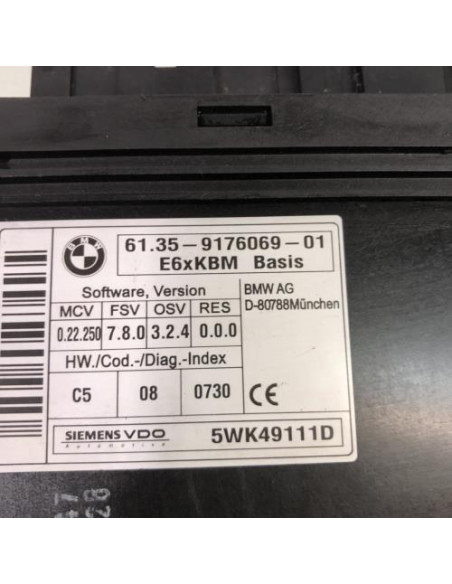 BMW
61.35-9176069-01
E6xKBM Basis
Software, Version
MCV FSV OSV RES
0.22.250 7.8.0 3.2.4 0.0.0
HW./Cod.-/Diag.-Index
C5 08 0730
BMW AG
D-80788München
CE
SIEMENS VDO
Automotive
5WK49111D